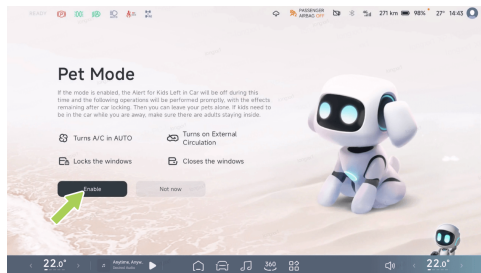 READY
PASSENGER
AIRBAG OFF
271 km
98%
27° 14:43
Pet Mode
If the mode is enabled, the Alert for Kids Left in Car will be off during this
time and the following operations will be performed promptly, with the effects
remaining after car locking. Then you can leave your pets alone. If kids need to
be in the car while you are away, make sure there are adults staying inside.
Turns A/C in AUTO
Turns on External
Circulation
Locks the windows
Closes the windows
Enable
Not now
22.0°
Anytime, Anyw..
360
22.0°